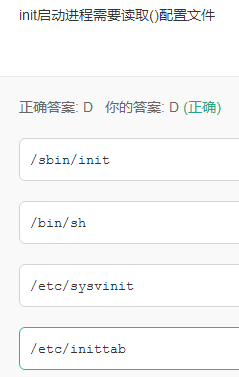 init启动进程需要读取()配置文件
正确答案: D 你的答案: D (正确)
/sbin/init
/bin/sh
/etc/sysvinit
/etc/inittab